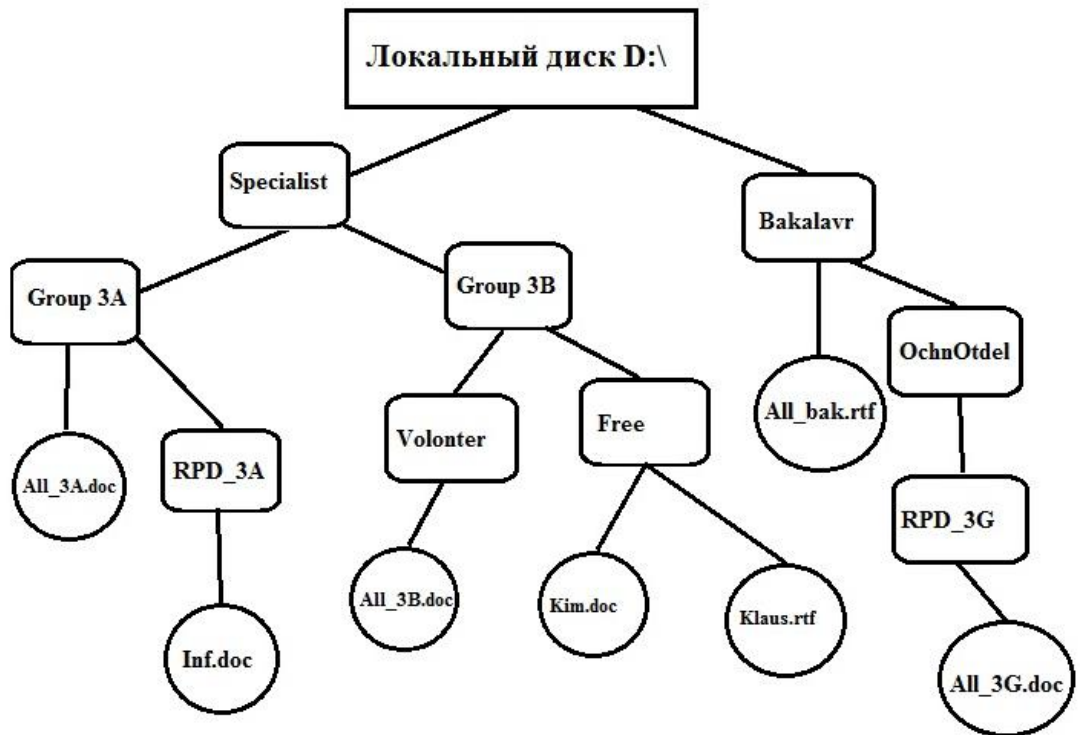 Локальный диск D:\
Specialist
Bakalavr
Group 3A
Group 3B
OchnOtdel
All_bak.rtf
Volonter
Free
All_3A.doc
RPD_3A
RPD_3G
All_3B.doc
Kim.doc
Klaus.rtf
Inf.doc
All_3G.doc